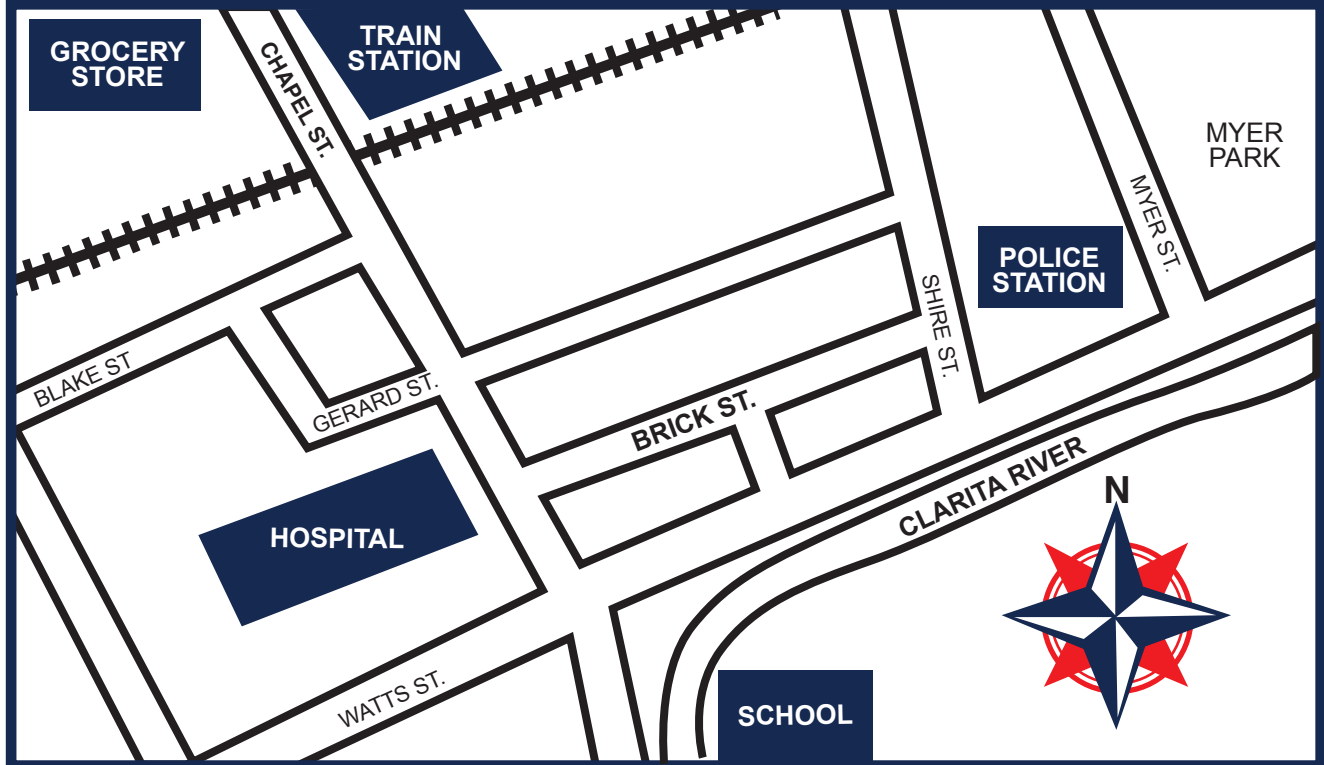 GROCERY
STORE
CHAPEL ST.
TRAIN
STATION
MYER
PARK
MYER ST.
POLICE
STATION
SHIRE ST.
BLAKE ST
GERARD ST.
BRICK ST.
HOSPITAL
CLARITA RIVER
N
WATTS ST.
SCHOOL